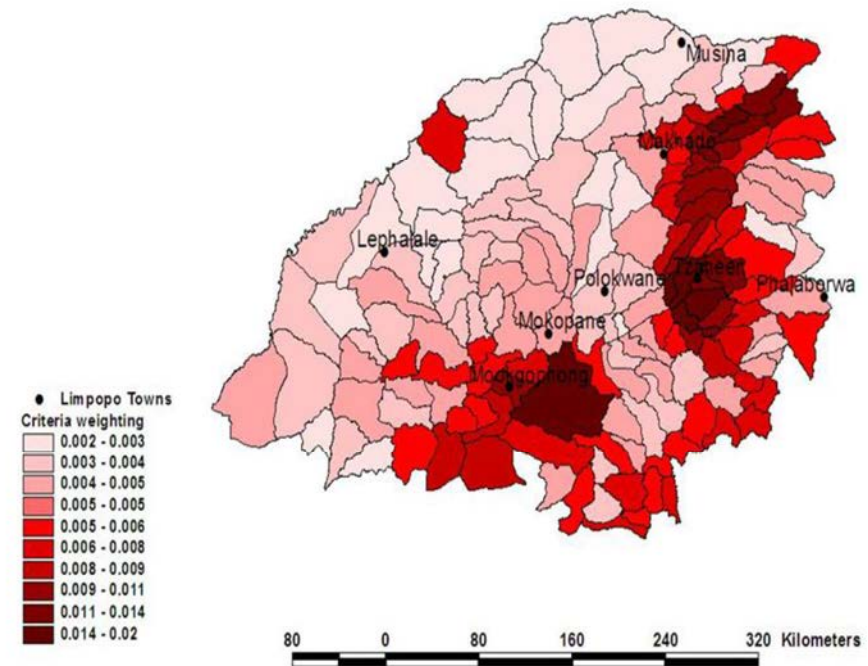 Musina
Makhado
Lephalale
Tzaneen
Polokwane
Phalaborwa
Mokopane
Mookgophong
Limpopo Towns
Criteria weighting
0.002 - 0.003
0.003 - 0.004
0.004 - 0.005
0.005 - 0.005
0.005 - 0.006
0.006 - 0.008
0.008 - 0.009
0.009 - 0.011
0.011 - 0.014
0.014 - 0.02
80 0 80 160 240 320 Kilometers